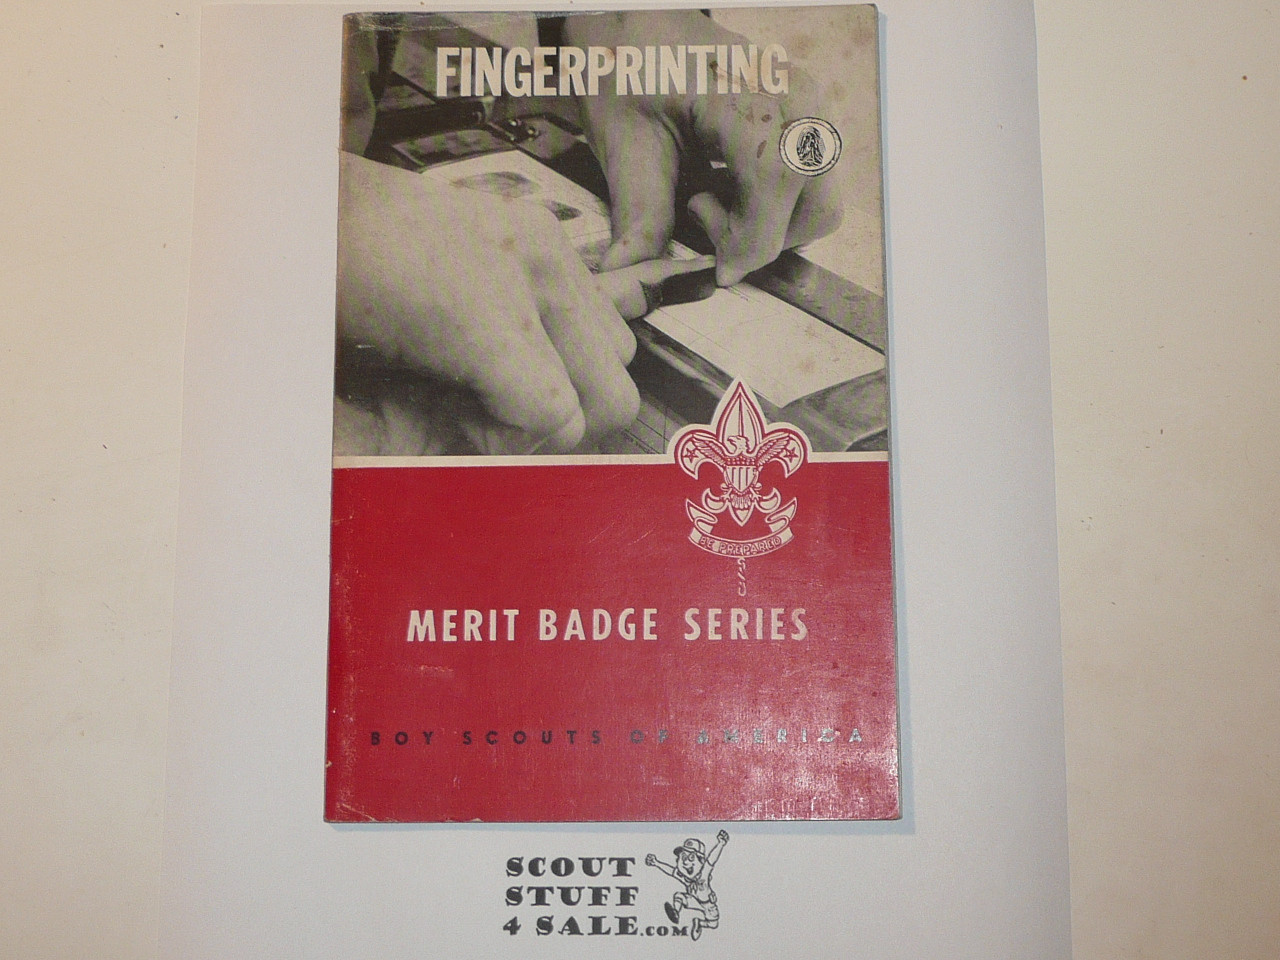 FINGERPRINTING
BE PREPARED
MERIT BADGE SERIES
BOY SCOUTS OF AMERICA
SCOUT
STUFF
4 SALE.COM